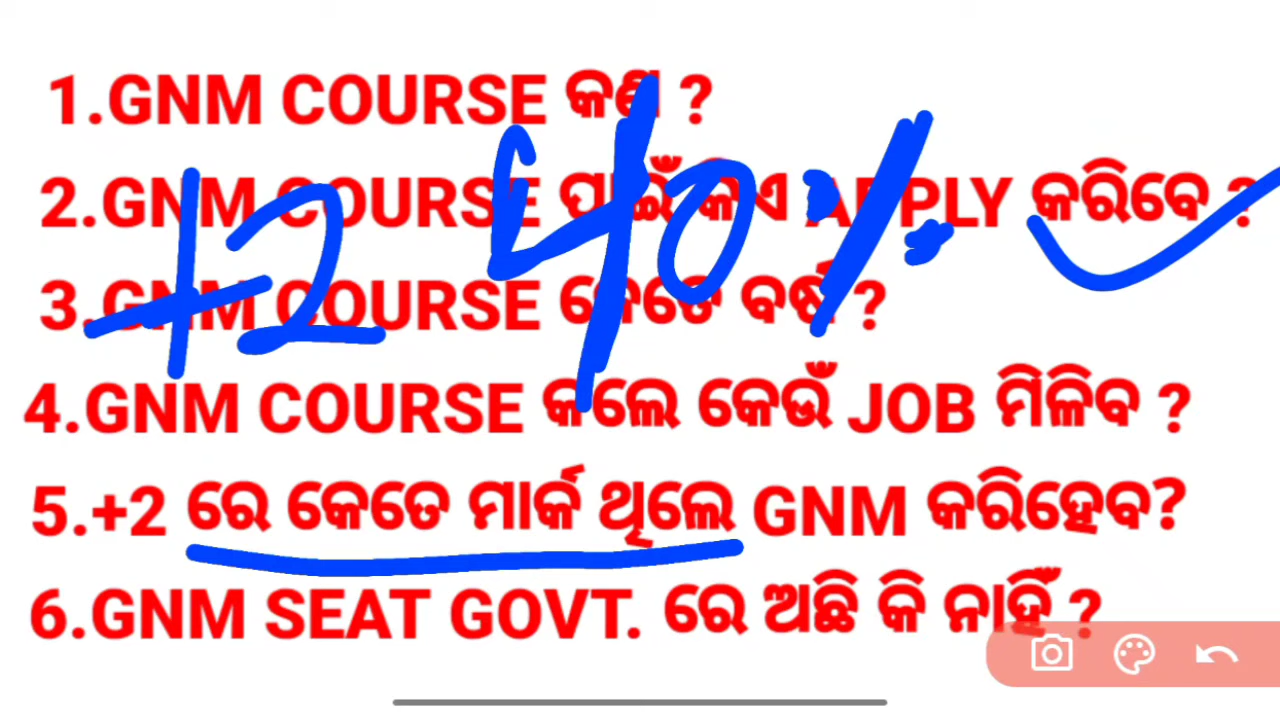 1.GNM COURSE କଣ ?
2.GNM COURSE ପାଇଁ କିଏ APPLY କରିବେ ?
3.GNM COURSE କେତେ ବର୍ଷ ?
+2 40%
4.GNM COURSE କଲେ କେଉଁ JOB ମିଳିବ ?
5.+2 ରେ କେତେ ମାର୍କ ଥିଲେ GNM କରିହେବ?
6.GNM SEAT GOVT. ରେ ଅଛି କି ନାହିଁ ?